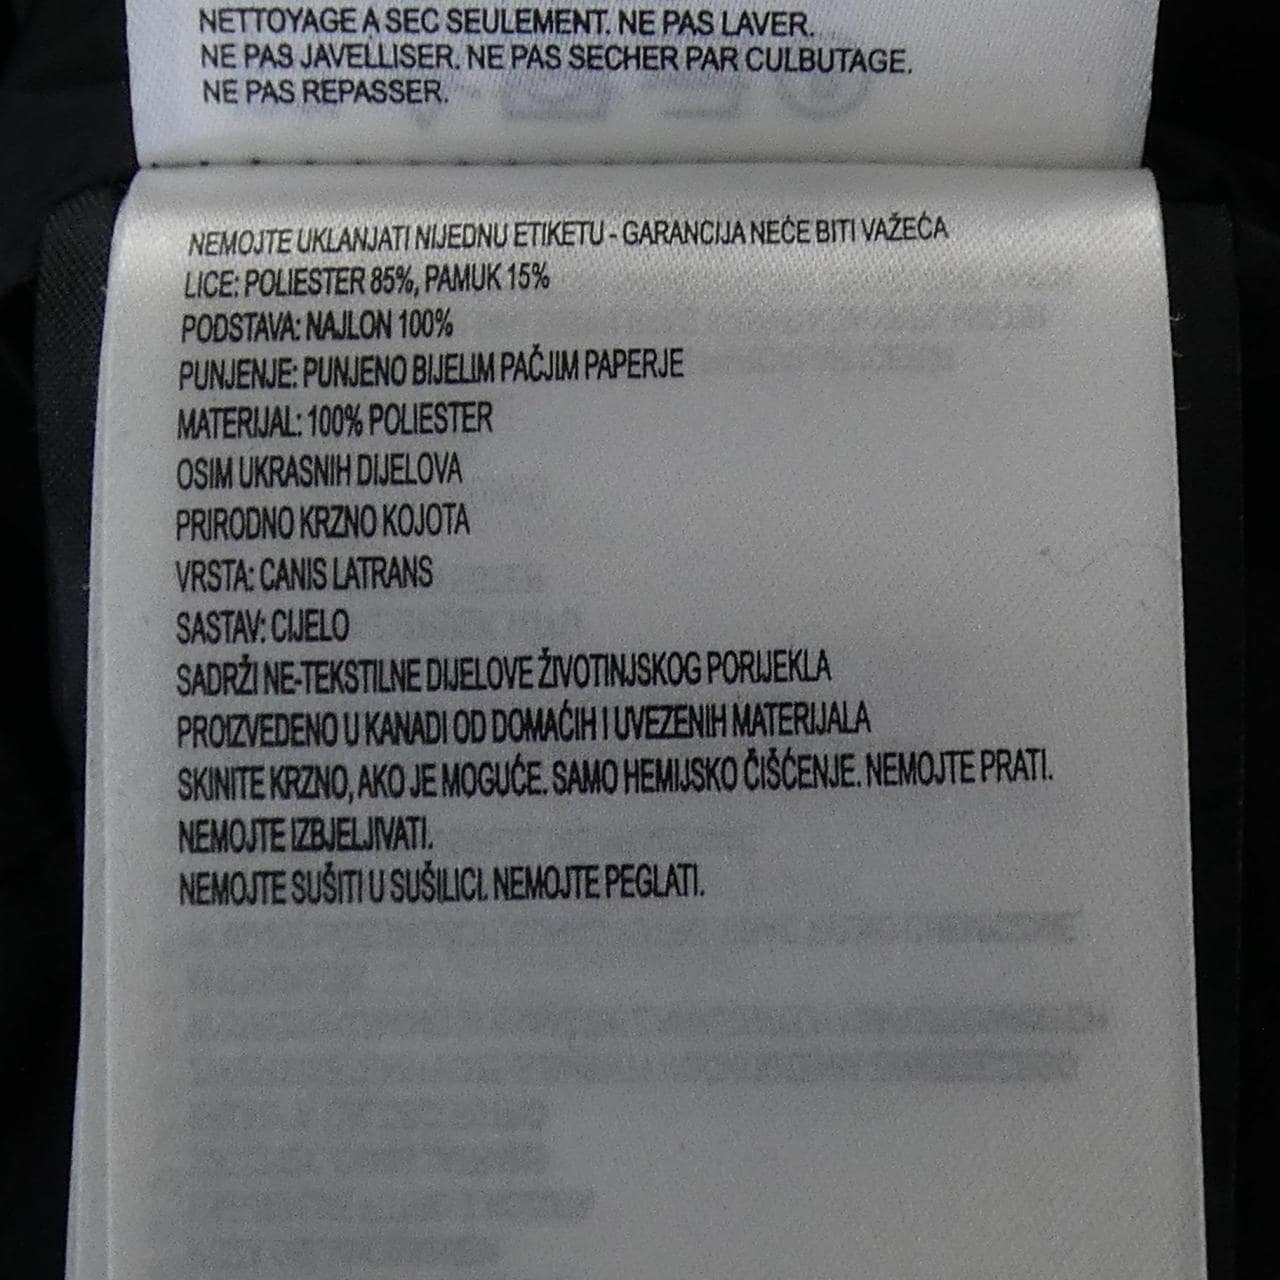 NETTOYAGE A SEC SEULEMENT. NE PAS LAVER.
NE PAS JAVELLISER. NE PAS SECHER PAR CULBUTAGE.
NE PAS REPASSER.
NEMOJTE UKLANJATI NIJEDNU ETIKETU - GARANCIJA NEĆE BITI VAŽEĆA
LICE: POLIESTER 85%, PAMUK 15%
PODSTAVA: NAJLON 100%
PUNJENJE: PUNJENO BIJELIM PAČJIM PAPERJE
MATERIJAL: 100% POLIESTER
OSIM UKRASNIH DIJELOVA
PRIRODNO KRZNO KOJOTA
VRSTA: CANIS LATRANS
SASTAV: CIJELO
SADRŽI NE-TEKSTILNE DIJELOVE ŽIVOTINJSKOG PORIJEKLA
PROIZVEDENO U KANADI OD DOMAĆIH I UVEZENIH MATERIJALA
SKINITE KRZNO, AKO JE MOGUĆE. SAMO HEMIJSKO ČIŠĆENJE. NEMOJTE PRATI.
NEMOJTE IZBJELJIVATI.
NEMOJTE SUŠITI U SUŠILICI. NEMOJTE PEGLATI.